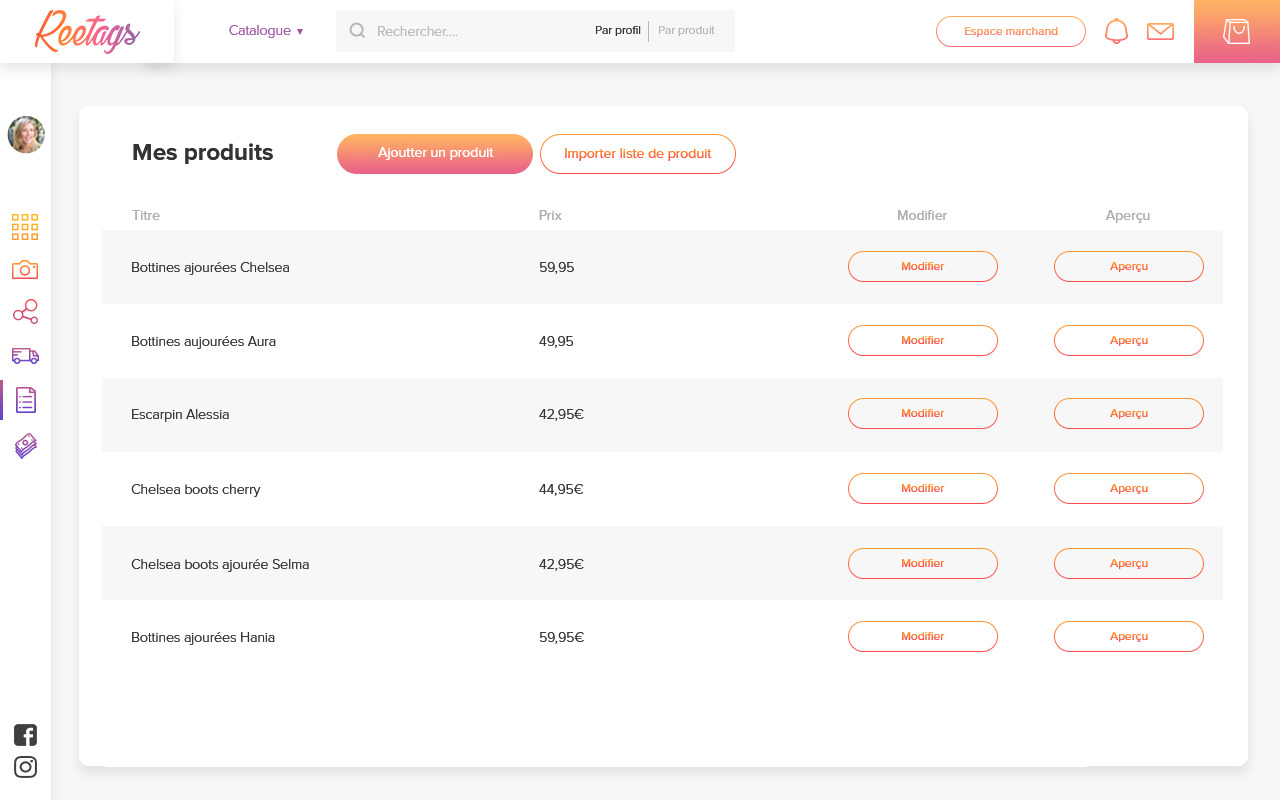 Reetags
Catalogue ▼
Rechercher....
Par profil | Par produit
Espace marchand
Mes produits
Ajoutter un produit
Importer liste de produit
Titre Prix Modifier Aperçu
Bottines ajourées Chelsea 59,95 Modifier Aperçu
Bottines aujourées Aura 49,95 Modifier Aperçu
Escarpin Alessia 42,95€ Modifier Aperçu
Chelsea boots cherry 44,95€ Modifier Aperçu
Chelsea boots ajourée Selma 42,95€ Modifier Aperçu
Bottines ajourées Hania 59,95€ Modifier Aperçu